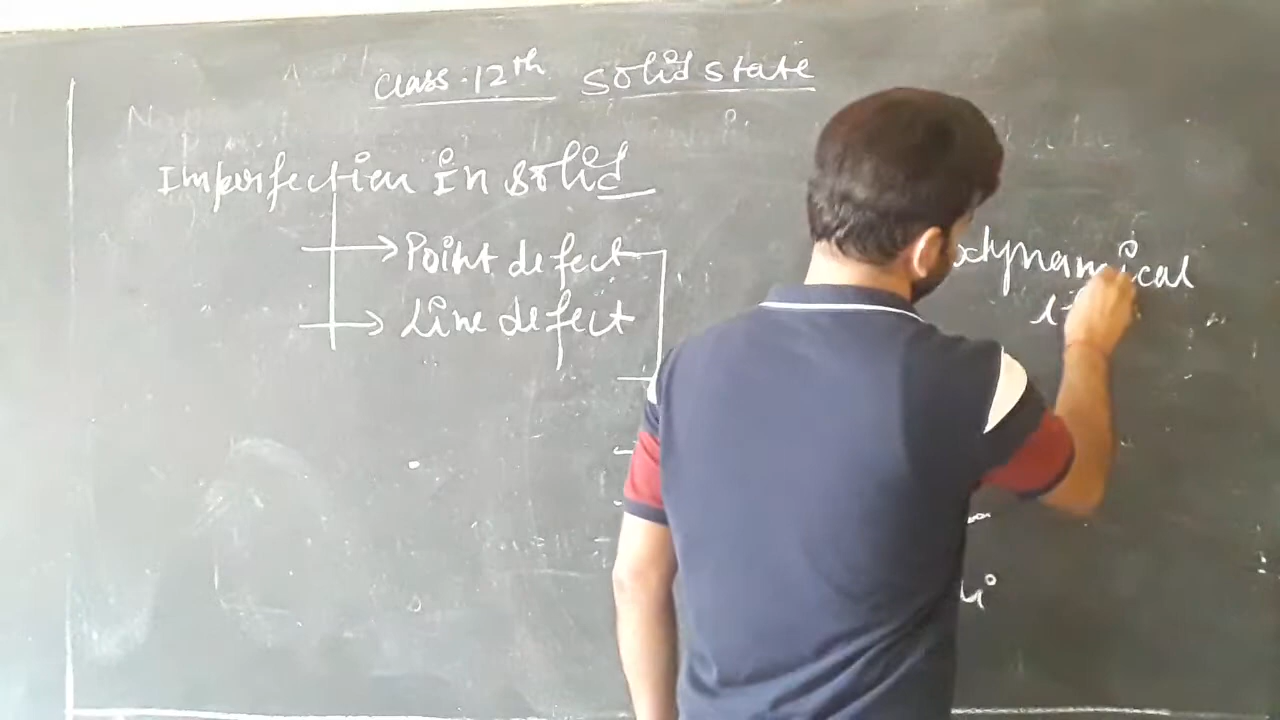 Class-12th Solid state
Imperfection In Solid
Point defect
Line defect
dynamical